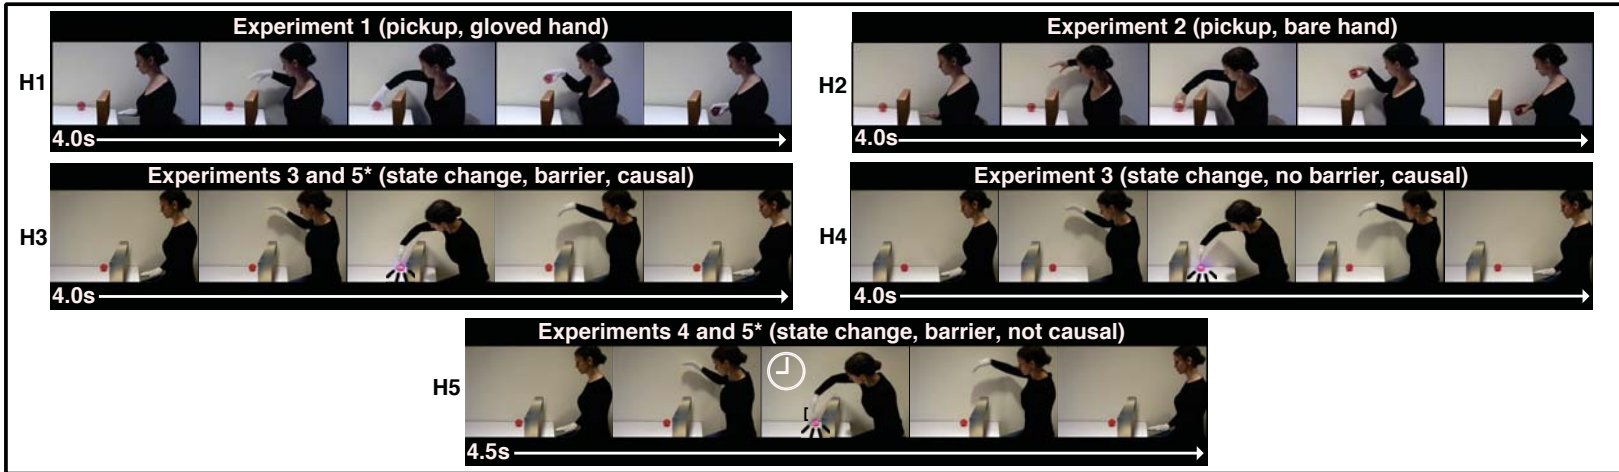 Experiment 1 (pickup, gloved hand)
H1
4.0s
Experiment 2 (pickup, bare hand)
H2
4.0s
Experiments 3 and 5* (state change, barrier, causal)
H3
4.0s
Experiment 3 (state change, no barrier, causal)
H4
4.0s
Experiments 4 and 5* (state change, barrier, not causal)
H5
4.5s